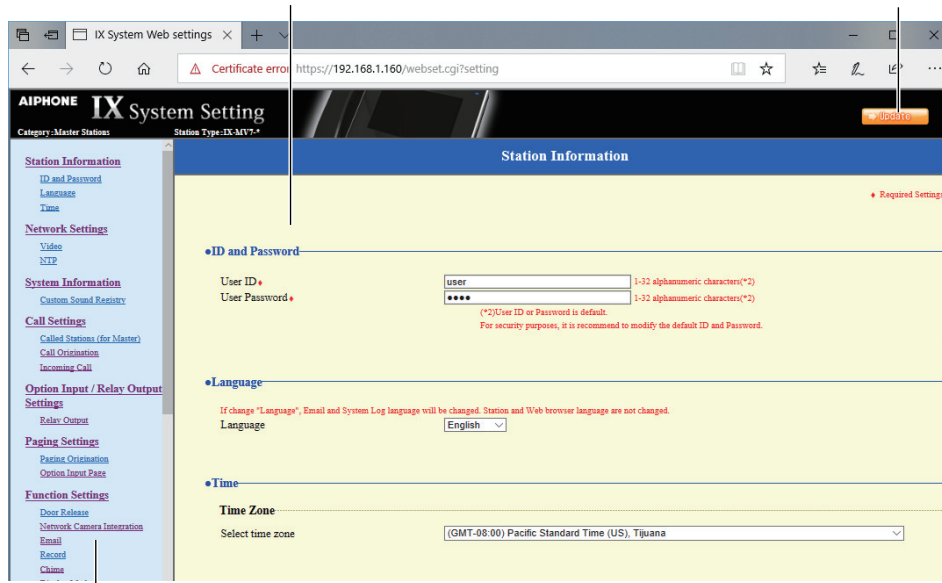 IX System Web settings
Certificate error https://192.168.1.160/webset.cgi?setting
AIPHONE IX System Setting
Category:Master Stations Station Type:IX-MV7-*
Update
Station Information
ID and Password
Language
Time
Network Settings
Video
NTP
System Information
Custom Sound Registry
Call Settings
Called Stations (for Master)
Call Origination
Incoming Call
Option Input / Relay Output
Settings
Relay Output
Paging Settings
Paging Origination
Option Input Page
Function Settings
Door Release
Network Camera Integration
Email
Record
Chime
Station Information
♦ Required Settings
●ID and Password
User ID♦ user 1-32 alphanumeric characters(*2)
User Password♦ •••• 1-32 alphanumeric characters(*2)
(*2)User ID or Password is default.
For security purposes, it is recommend to modify the default ID and Password.
●Language
If change "Language", Email and System Log language will be changed. Station and Web browser language are not changed.
Language English
●Time
Time Zone
Select time zone (GMT-08:00) Pacific Standard Time (US), Tijuana